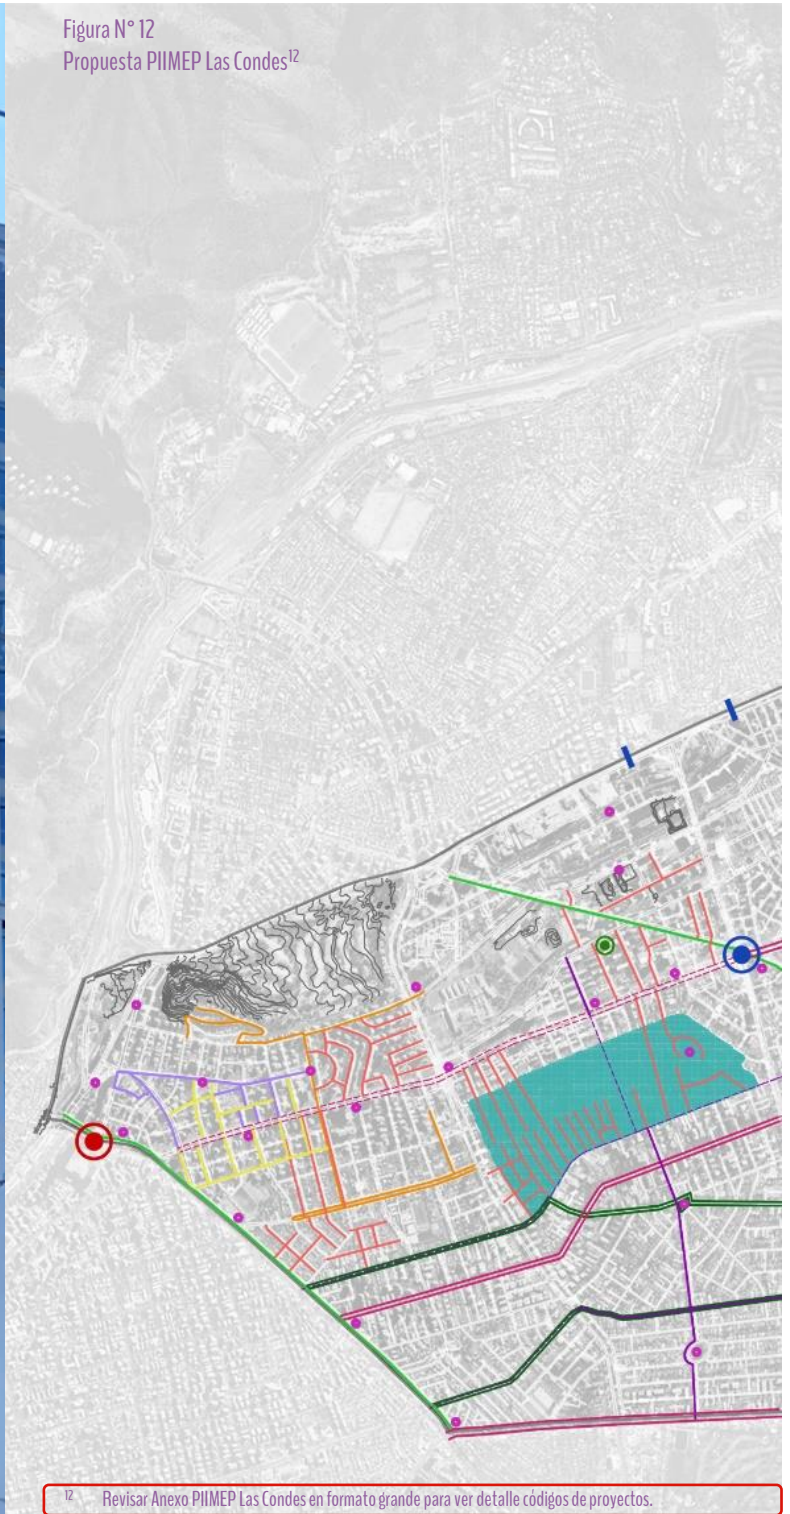 Figura N° 12
Propuesta PIIMEP Las Condes¹²
¹² Revisar Anexo PIIMEP Las Condes en formato grande para ver detalle códigos de proyectos.